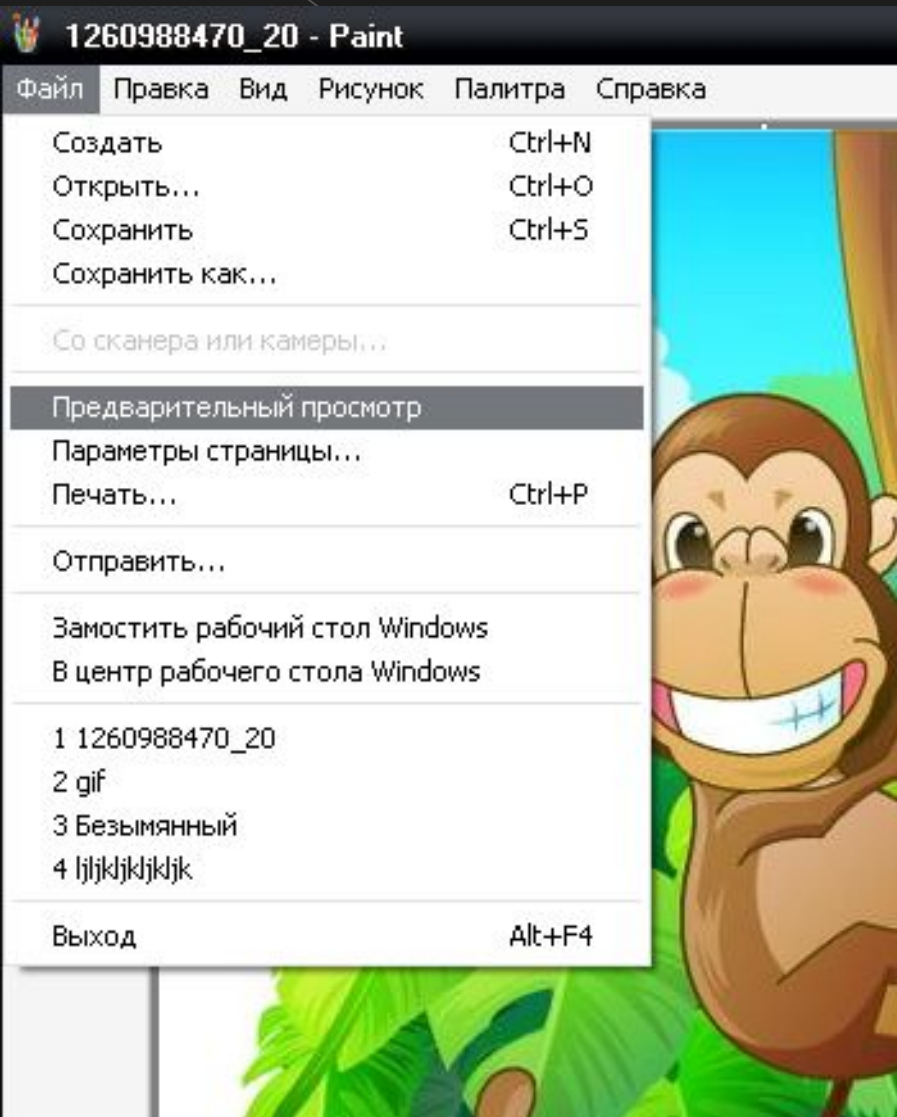 1260988470_20 - Paint
Файл Правка Вид Рисунок Палитра Справка
Создать Ctrl+N
Открыть... Ctrl+O
Сохранить Ctrl+S
Сохранить как...
Со сканера или камеры...
Предварительный просмотр
Параметры страницы...
Печать... Ctrl+P
Отправить...
Замостить рабочий стол Windows
В центр рабочего стола Windows
1 1260988470_20
2 gif
3 Безымянный
4 ljljkljkljkljk
Выход Alt+F4